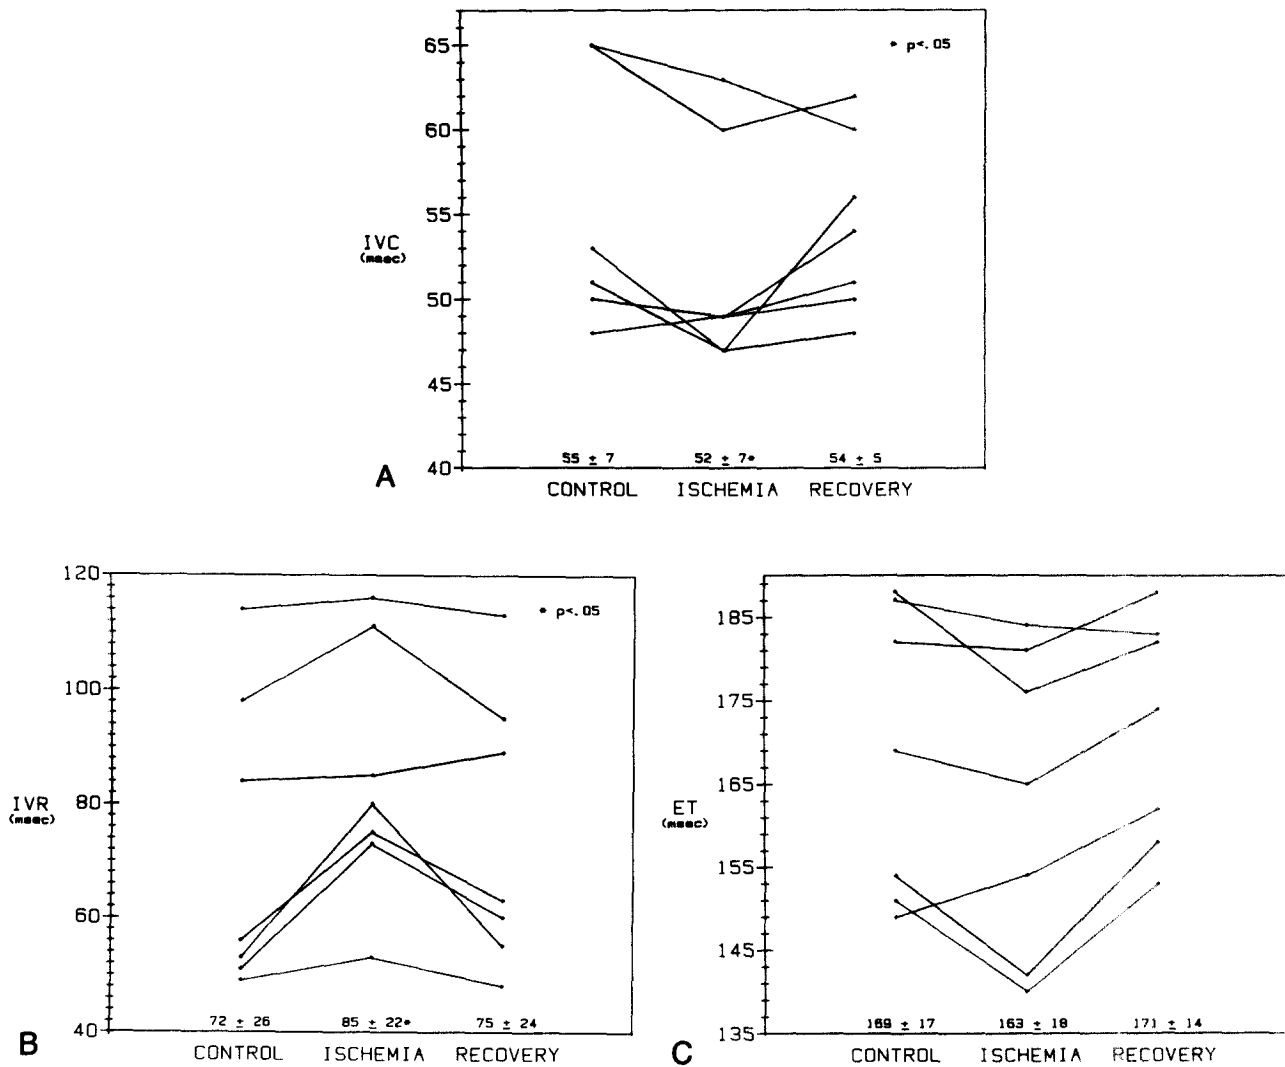 65
* p<.05
60
55
IVC
(msec)
50
45
40
55 ± 7 52 ± 7* 54 ± 5
A
CONTROL ISCHEMIA RECOVERY
120
* p<.05
100
80
IVR
(msec)
60
40
72 ± 26 85 ± 22* 75 ± 24
B
CONTROL ISCHEMIA RECOVERY
185
175
165
ET
(msec)
155
145
135
169 ± 17 163 ± 18 171 ± 14
C
CONTROL ISCHEMIA RECOVERY